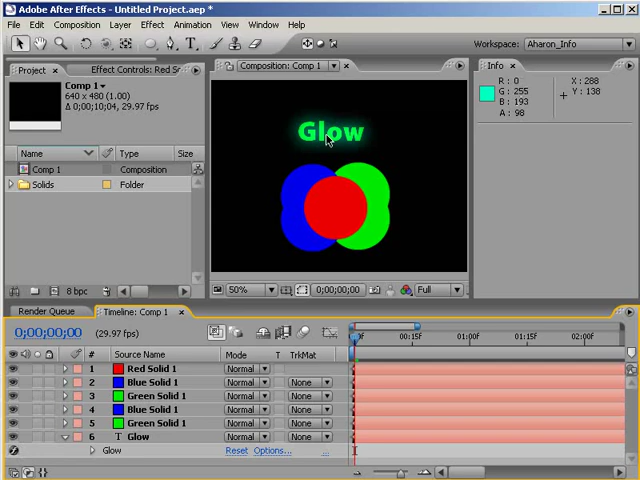 Adobe After Effects - Untitled Project.aep *
File Edit Composition Layer Effect Animation View Window Help
T
Workspace: Aharon_Info
Project × Effect Controls: Red So
Comp 1
640 x 480 (1.00)
Δ 0;00;10;04, 29.97 fps
Name Type Size
Comp 1 Composition
Solids Folder
8 bpc
Composition: Comp 1 ×
Glow
50% 0;00;00;00 Full
Info ×
R : 0
G : 255
B : 193
A : 98
X : 288
Y : 138
Render Queue Timeline: Comp 1 ×
0;00;00;00 (29.97 fps)
00:15f 01:00f 01:15f 02:00f
# Source Name Mode T TrkMat
1 Red Solid 1 Normal
2 Blue Solid 1 Normal None
3 Green Solid 1 Normal None
4 Blue Solid 1 Normal None
5 Green Solid 1 Normal None
6 T Glow Normal None
Glow Reset Options... ...